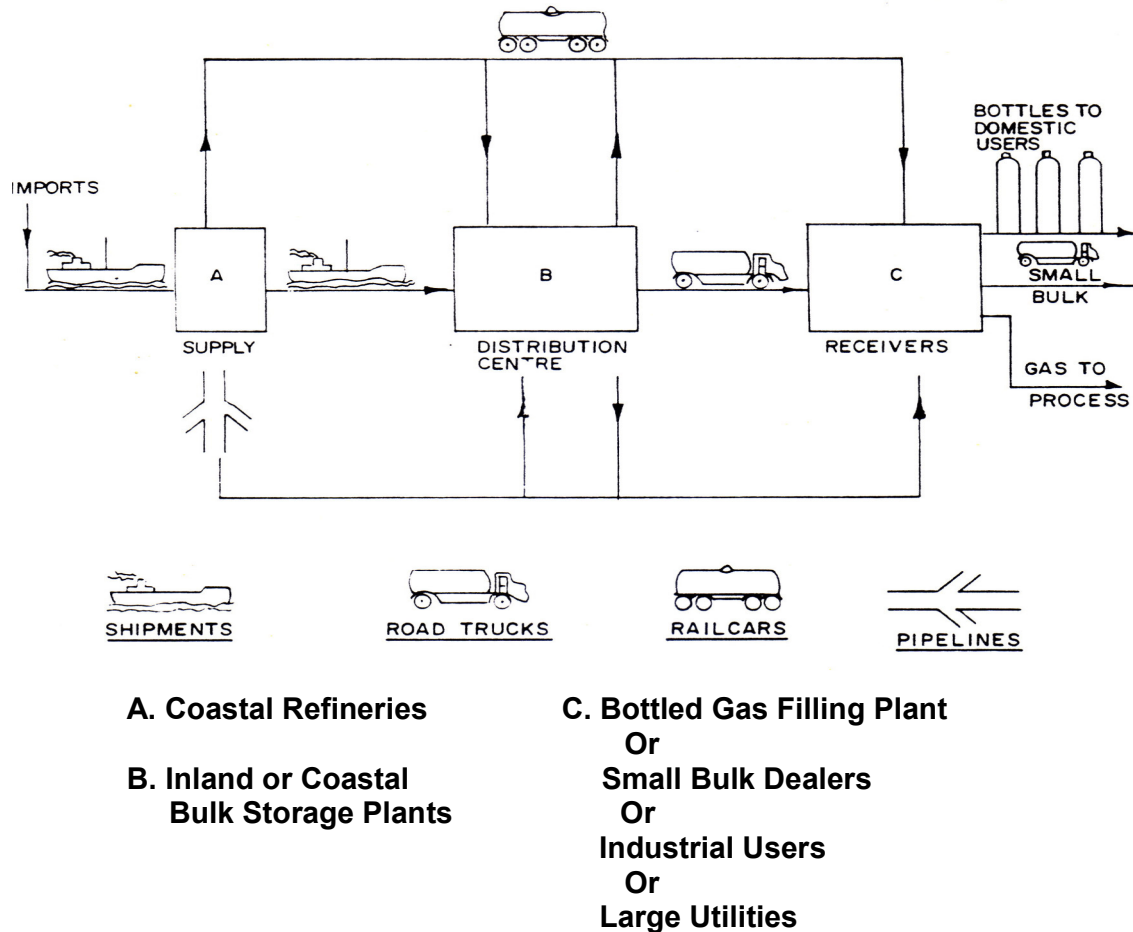 BOTTLES TO
DOMESTIC
USERS
IMPORTS
A
B
C
SMALL
BULK
SUPPLY
DISTRIBUTION
CENTRE
RECEIVERS
GAS TO
PROCESS
SHIPMENTS
ROAD TRUCKS
RAILCARS
PIPELINES
A. Coastal Refineries
B. Inland or Coastal
Bulk Storage Plants
C. Bottled Gas Filling Plant
Or
Small Bulk Dealers
Or
Industrial Users
Or
Large Utilities